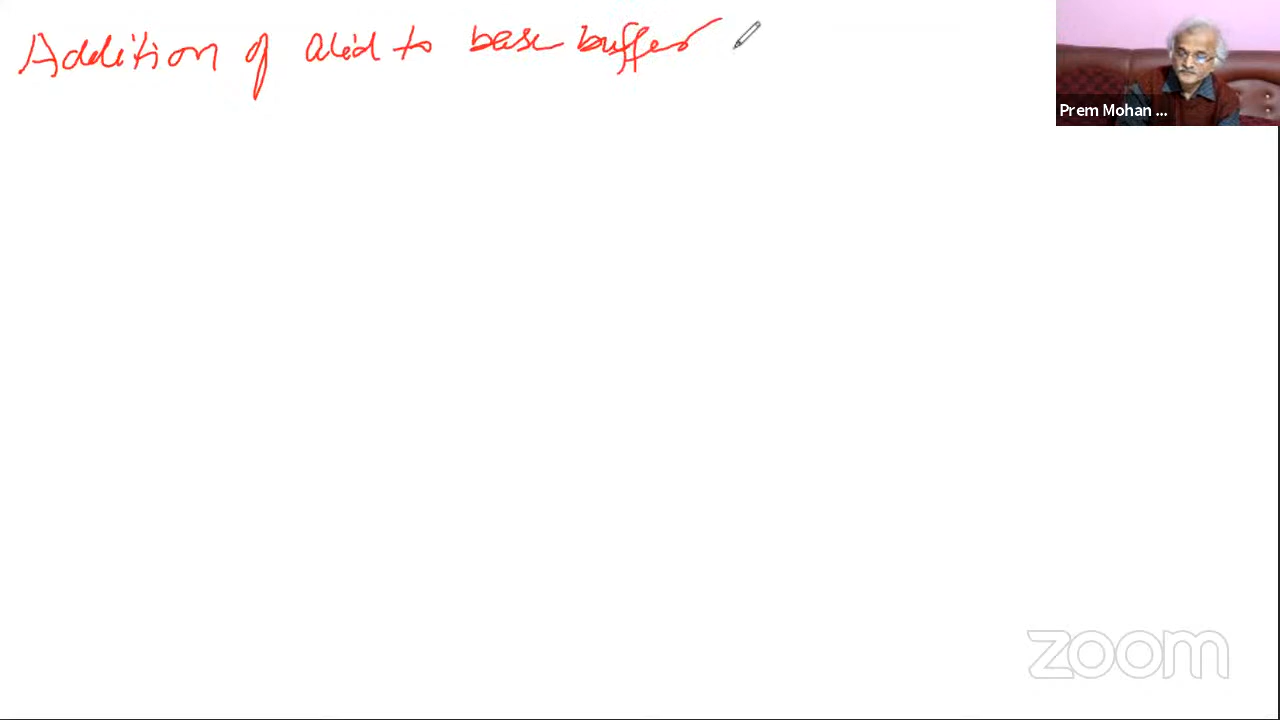 Addition of acid to base buffer
Prem Mohan ...
zoom